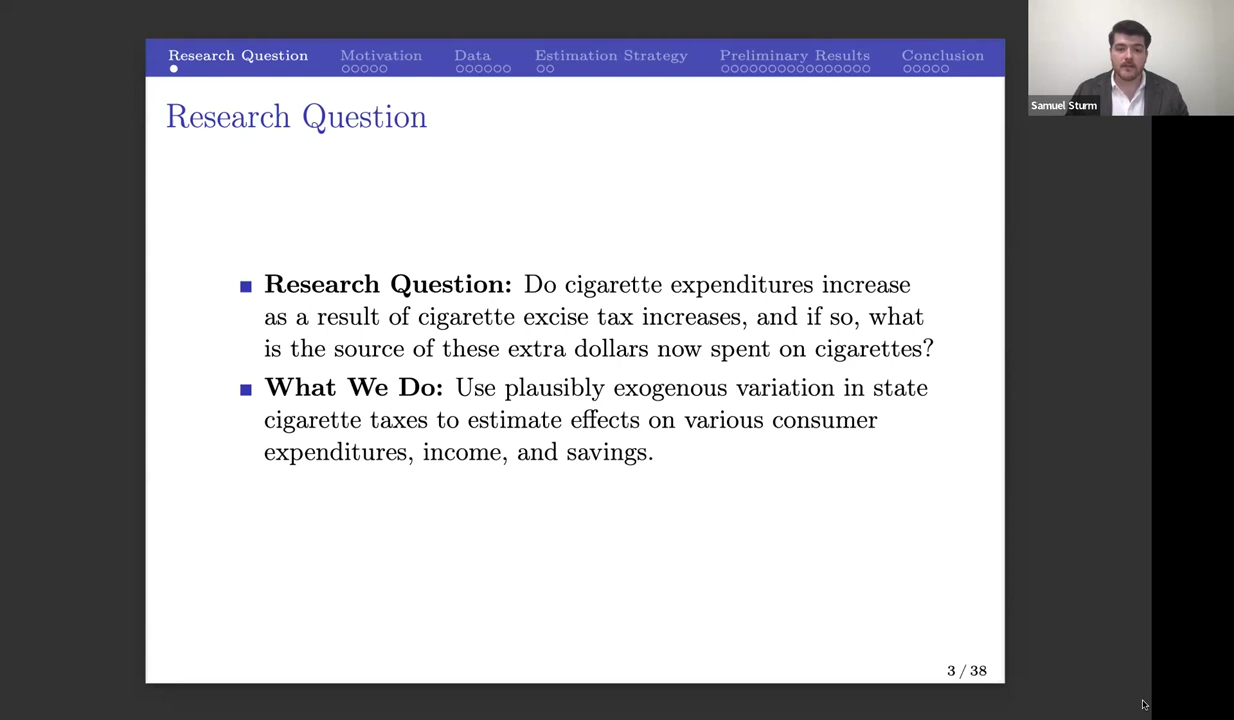 Research Question Motivation Data Estimation Strategy Preliminary Results Conclusion
Research Question
Research Question: Do cigarette expenditures increase
as a result of cigarette excise tax increases, and if so, what
is the source of these extra dollars now spent on cigarettes?
What We Do: Use plausibly exogenous variation in state
cigarette taxes to estimate effects on various consumer
expenditures, income, and savings.
3 / 38
Samuel Sturm